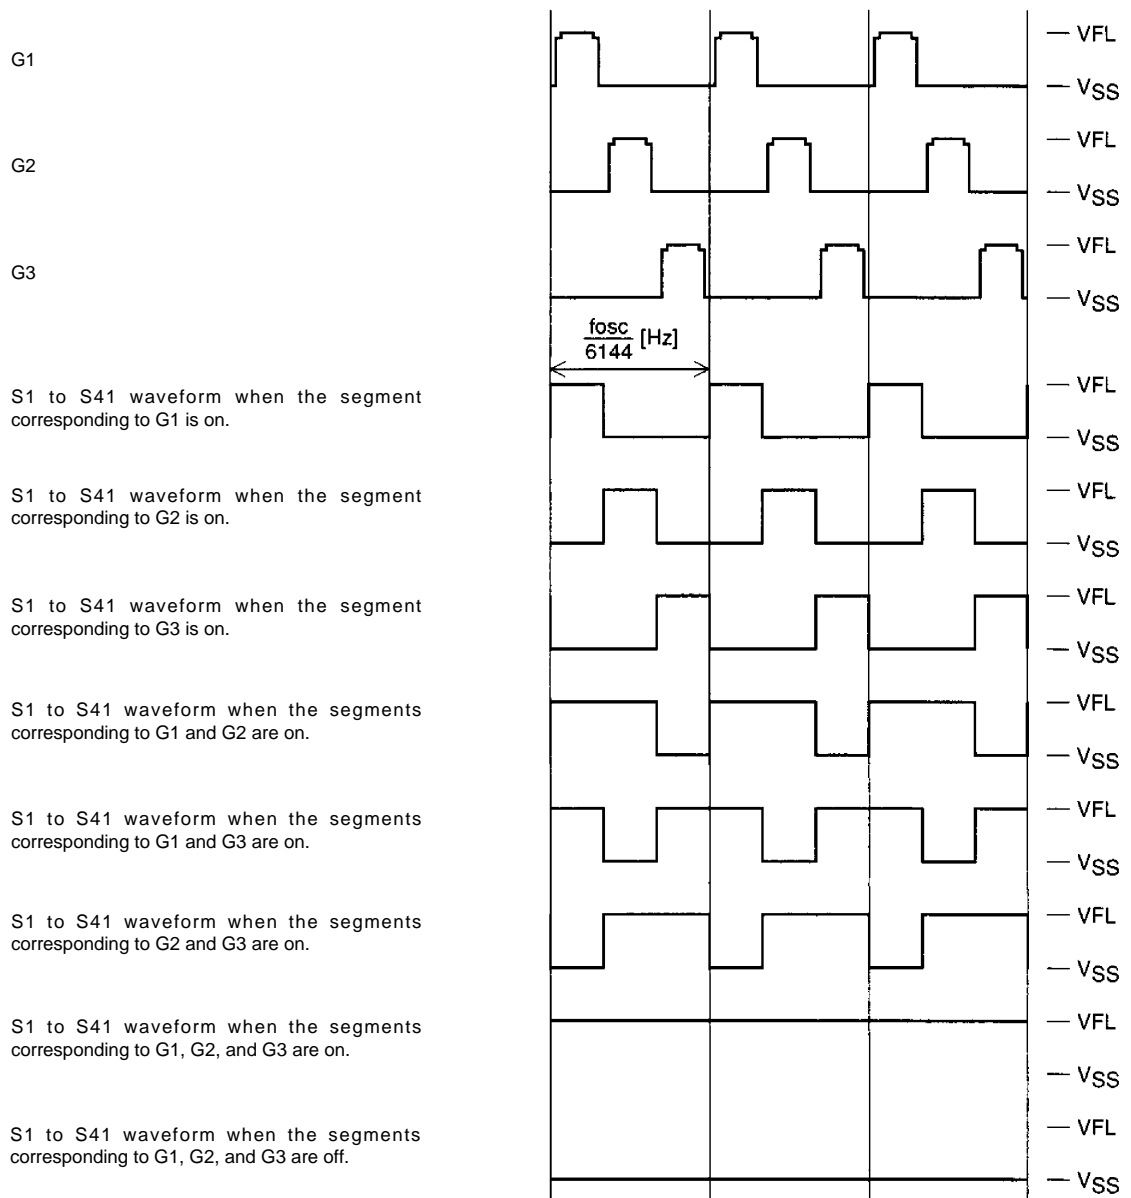 G1
VFL
VSS
G2
VFL
VSS
G3
VFL
VSS
fosc
6144 [Hz]
S1 to S41 waveform when the segment
corresponding to G1 is on.
VFL
VSS
S1 to S41 waveform when the segment
corresponding to G2 is on.
VFL
VSS
S1 to S41 waveform when the segment
corresponding to G3 is on.
VFL
VSS
S1 to S41 waveform when the segments
corresponding to G1 and G2 are on.
VFL
VSS
S1 to S41 waveform when the segments
corresponding to G1 and G3 are on.
VFL
VSS
S1 to S41 waveform when the segments
corresponding to G2 and G3 are on.
VFL
VSS
S1 to S41 waveform when the segments
corresponding to G1, G2, and G3 are on.
VFL
VSS
S1 to S41 waveform when the segments
corresponding to G1, G2, and G3 are off.
VFL
VSS